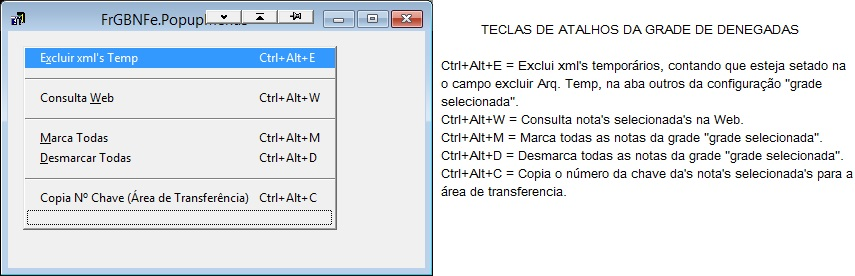 FrGBNFe.PopupMenu8
Excluir xml's Temp Ctrl+Alt+E
Consulta Web Ctrl+Alt+W
Marca Todas Ctrl+Alt+M
Desmarcar Todas Ctrl+Alt+D
Copia Nº Chave (Área de Transferência) Ctrl+Alt+C
TECLAS DE ATALHOS DA GRADE DE DENEGADAS
Ctrl+Alt+E = Exclui xml's temporários, contando que esteja setado na
o campo excluir Arq. Temp, na aba outros da configuração "grade
selecionada".
Ctrl+Alt+W = Consulta nota's selecionada's na Web.
Ctrl+Alt+M = Marca todas as notas da grade "grade selecionada".
Ctrl+Alt+D = Desmarca todas as notas da grade "grade selecionada".
Ctrl+Alt+C = Copia o número da chave da's nota's selecionada's para a
área de transferencia.